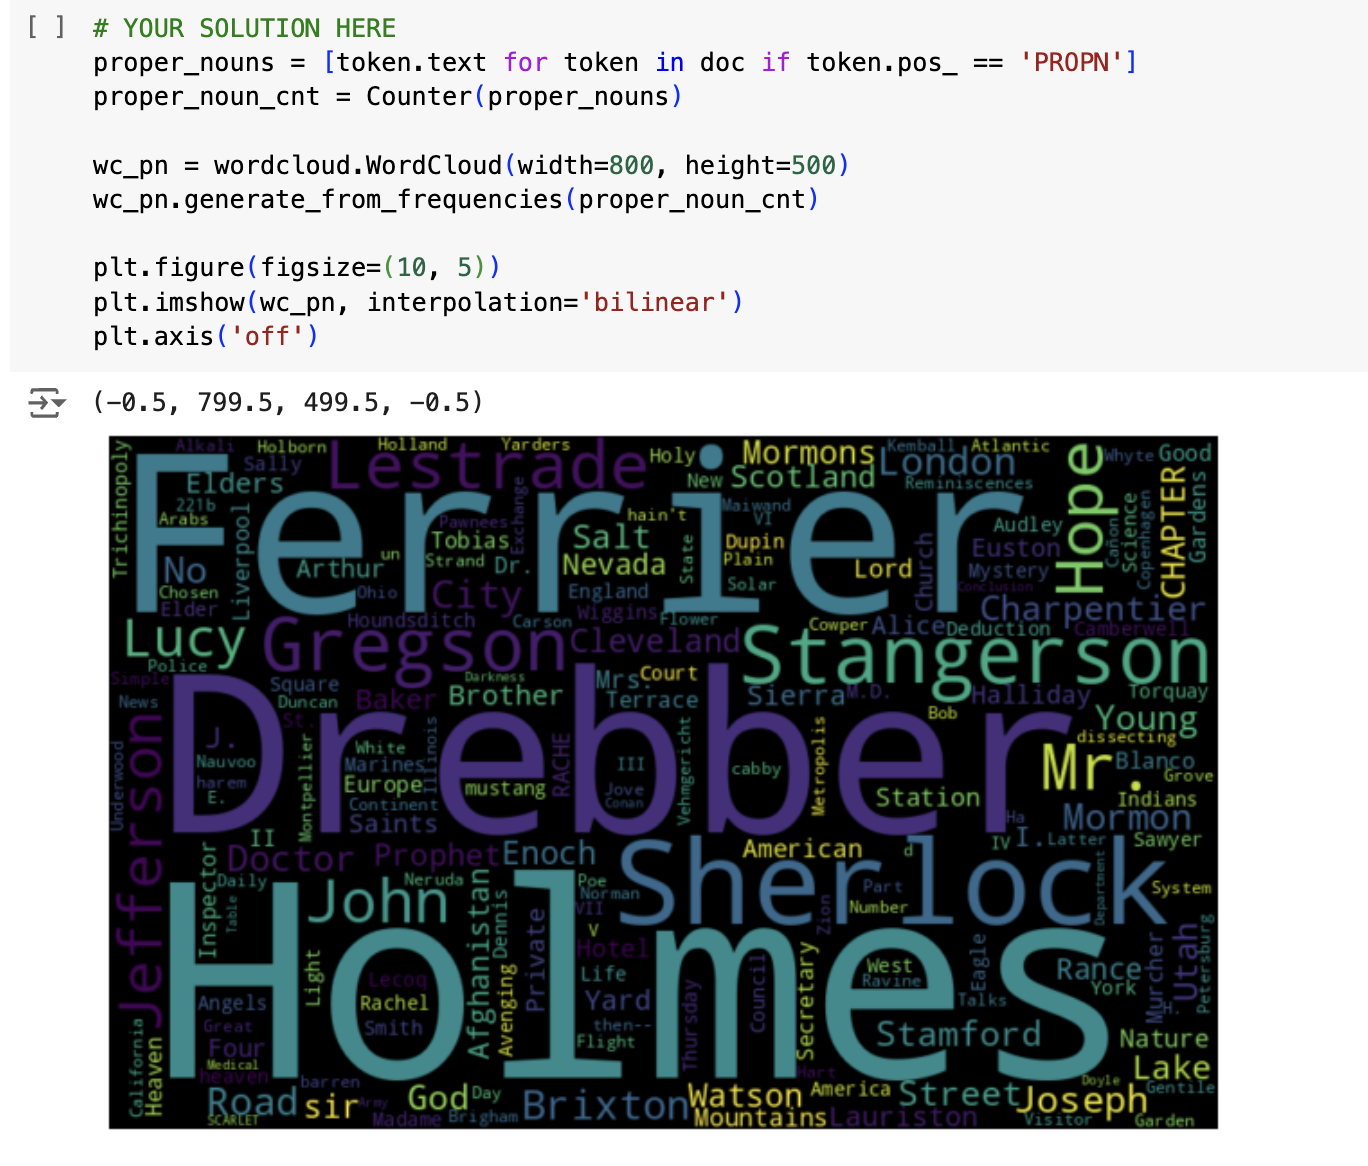 [ ] # YOUR SOLUTION HERE
proper_nouns = [token.text for token in doc if token.pos_ == 'PROPN']
proper_noun_cnt = Counter(proper_nouns)
wc_pn = wordcloud.WordCloud(width=800, height=500)
wc_pn.generate_from_frequencies(proper_noun_cnt)
plt.figure(figsize=(10, 5))
plt.imshow(wc_pn, interpolation='bilinear')
plt.axis('off')
(-0.5, 799.5, 499.5, -0.5)
Trichinopoly
Alkali
Holborn
Holland
Yarders
Kemball
Atlantic
Lestrade
Holy
Mormons
London
Hope
Whyte
Good
Sally
Elders
New
Scotland
Reminiscences
Ferrier
221b
Arabs
Liverpool
Pawnees
Exchange
hain't
Maiwand
VI
Audley
Cañon
Science
Copenhagen
CHAPTER
Gardens
Tobias
Salt
State
Dupin
Euston
No
Arthur
un
Strand
Dr.
Nevada
Plain
Lord
Church
Mystery
Chosen
Ohio
City
England
Solar
Conclusion
Elder
Houndsditch
Carson
Wiggins
Flower
Charpentier
Lucy
Gregson
Cleveland
Stangerson
Cowper
Alice
Deduction
Camberwell
Police
Simple
Darkness
Court
Mrs.
News
Square
Duncan
Baker
Brother
Terrace
Sierra
M.D.
Halliday
Torquay
St.
Drebber
Bob
Young
Jefferson
Underwood
J.
Nauvoo
harem
E.
Montpellier
White
Marines
Illinois
Europe
Continent
Saints
mustang
RACHE
III
Jove
Conan
Vehmgericht
cabby
Metropolis
Station
Mr.
dissecting
Blanco
Grove
Indians
Ha
Mormon
II
Doctor
Prophet
Enoch
Sherlock
American
d
IV
I.
Latter
Sawyer
Inspector
Daily
Table
John
Neruda
Afghanistan
Dennis
Poe
Norman
VII
Part
Number
Zion
Department
System
Holmes
Private
V
Hotel
Light
Lecoq
Rachel
Smith
Avenging
Life
Yard
then--
Flight
Thursday
Council
Secretary
West
Ravine
Eagle
Talks
Rance
York
Murcher
H.
Utah
Petersburg
Angels
Great
Four
Medical
heaven
California
Heaven
Stamford
Nature
Hart
Lake
barren
Road
sir
Army
God
Day
Brixton
Watson
America
Street
Joseph
Doyle
Gentile
SCARLET
Madame
Brigham
Mountains
Lauriston
Visitor
Garden